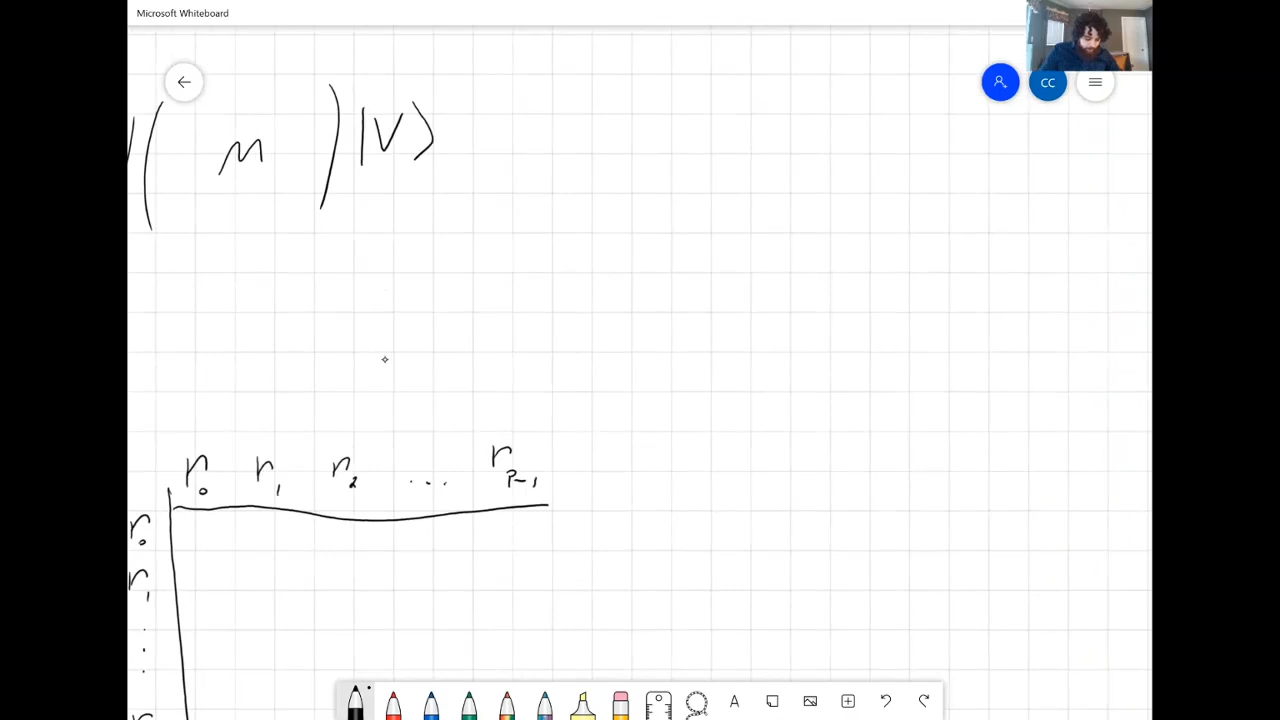 Microsoft Whiteboard
CC
( m ) |V⟩
r₀ r₁ r₂ ... r_{P-1}
r₀
r₁
⋮
A